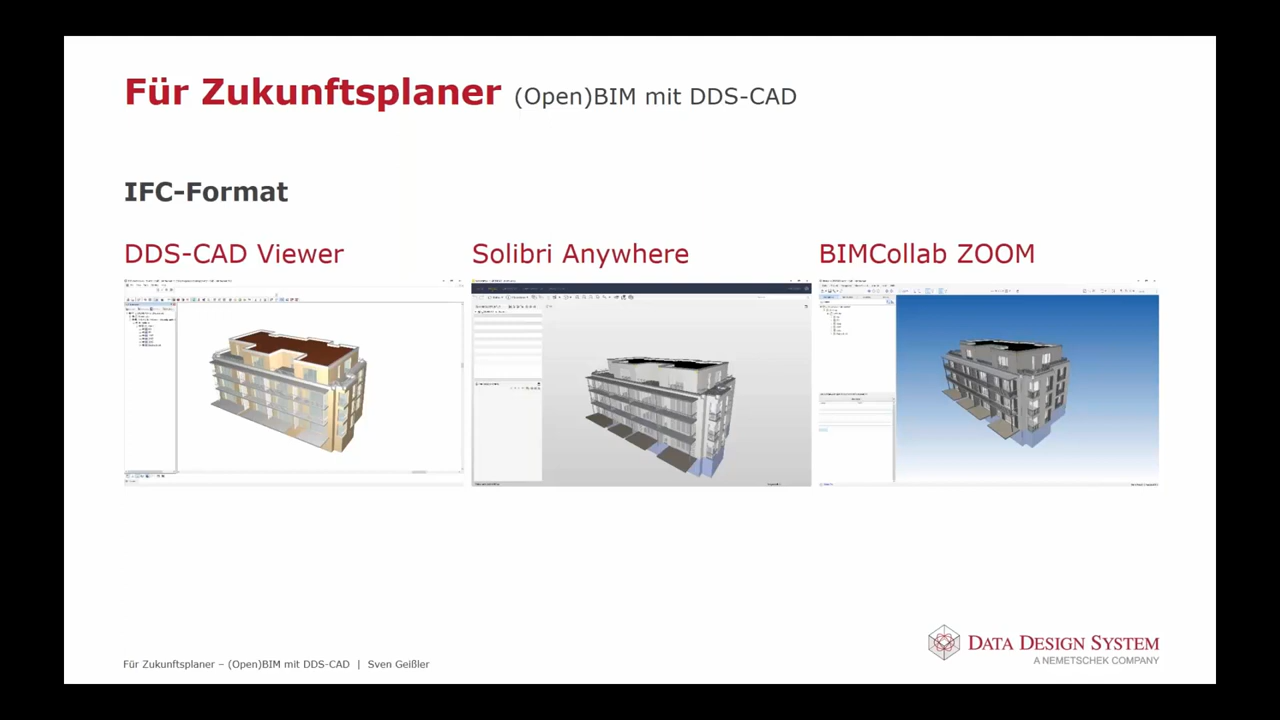 Für Zukunftsplaner (Open)BIM mit DDS-CAD
IFC-Format
DDS-CAD Viewer
Solibri Anywhere
BIMCollab ZOOM
Für Zukunftsplaner – (Open)BIM mit DDS-CAD | Sven Geißler
DATA DESIGN SYSTEM
A NEMETSCHEK COMPANY